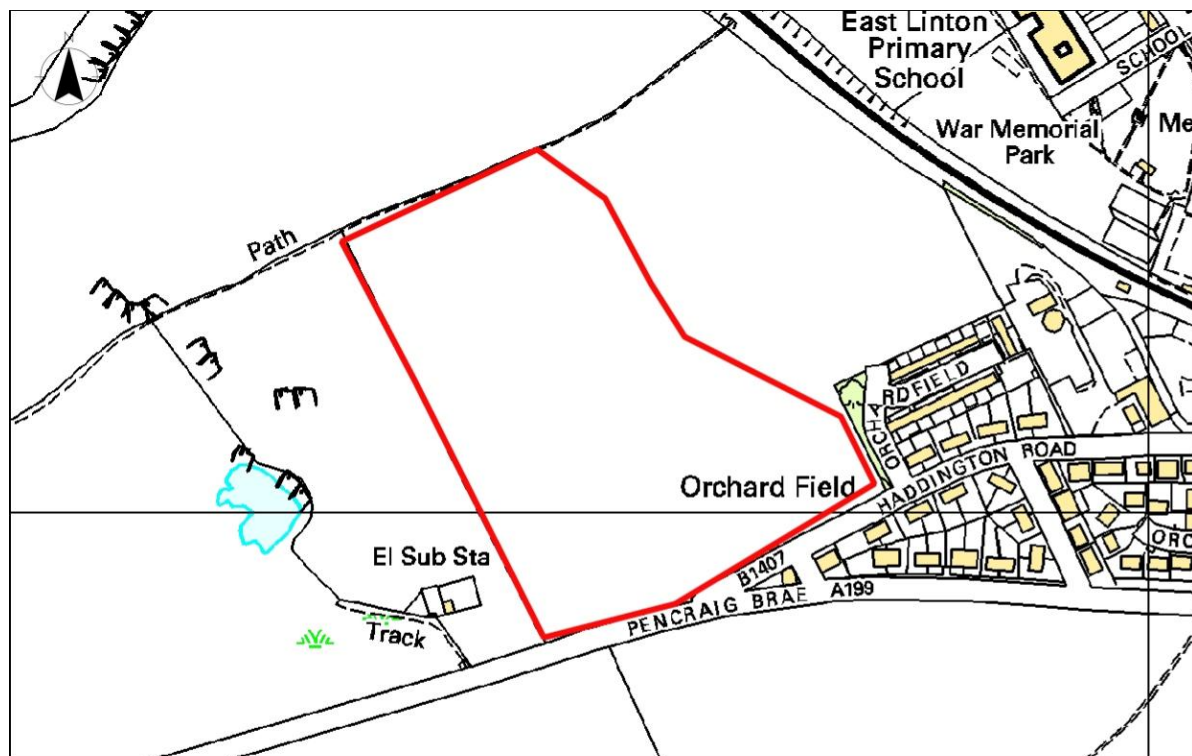 N
East Linton
Primary
School
SCHOOL
War Memorial
Park
Me
Path
ORCHARDFIELD
Orchard Field
HADDINGTON ROAD
ORC
El Sub Sta
B1407
PENCRAIG BRAE
A199
Track